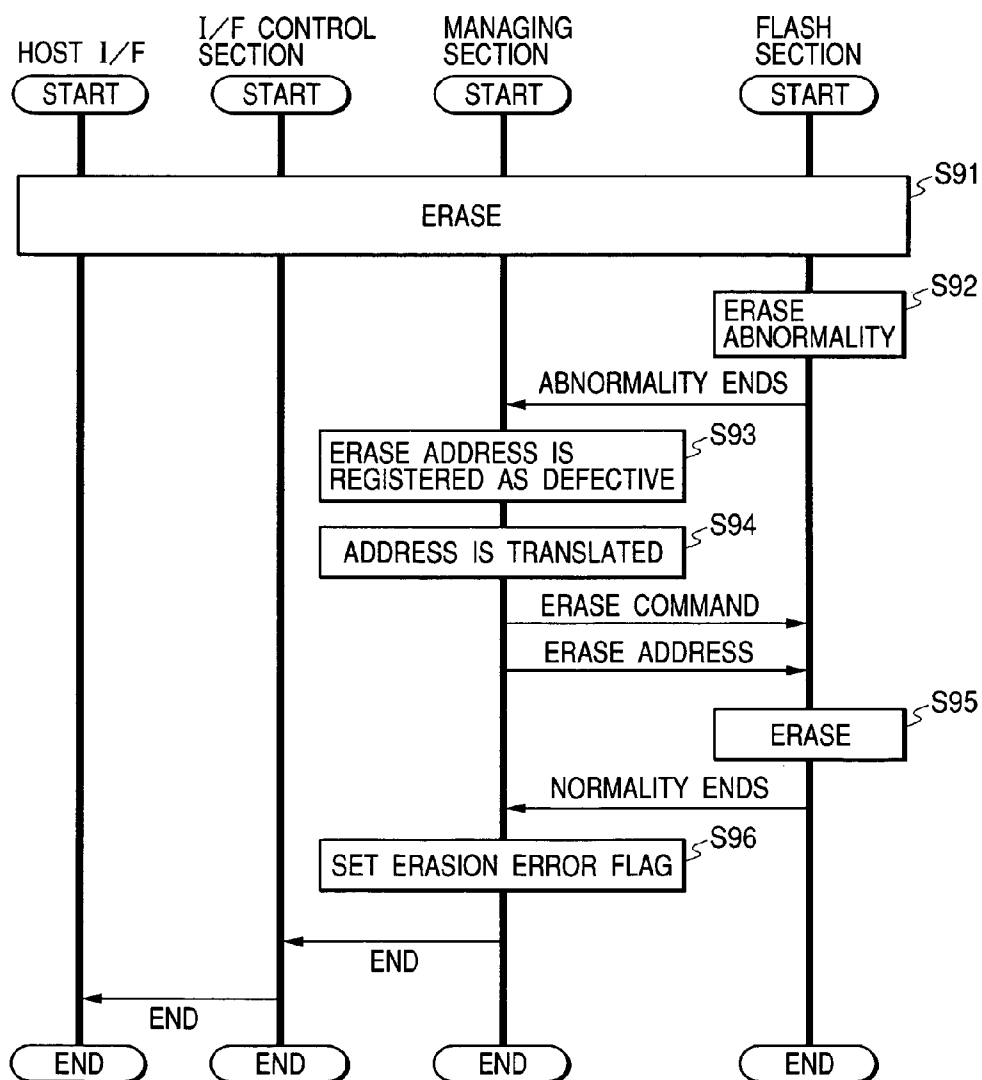 HOST I/F
I/F CONTROL
SECTION
MANAGING
SECTION
FLASH
SECTION
START
START
START
START
S91
ERASE
S92
ERASE
ABNORMALITY
ABNORMALITY ENDS
S93
ERASE ADDRESS IS
REGISTERED AS DEFECTIVE
S94
ADDRESS IS TRANSLATED
ERASE COMMAND
ERASE ADDRESS
S95
ERASE
NORMALITY ENDS
S96
SET ERASION ERROR FLAG
END
END
END
END
END
END